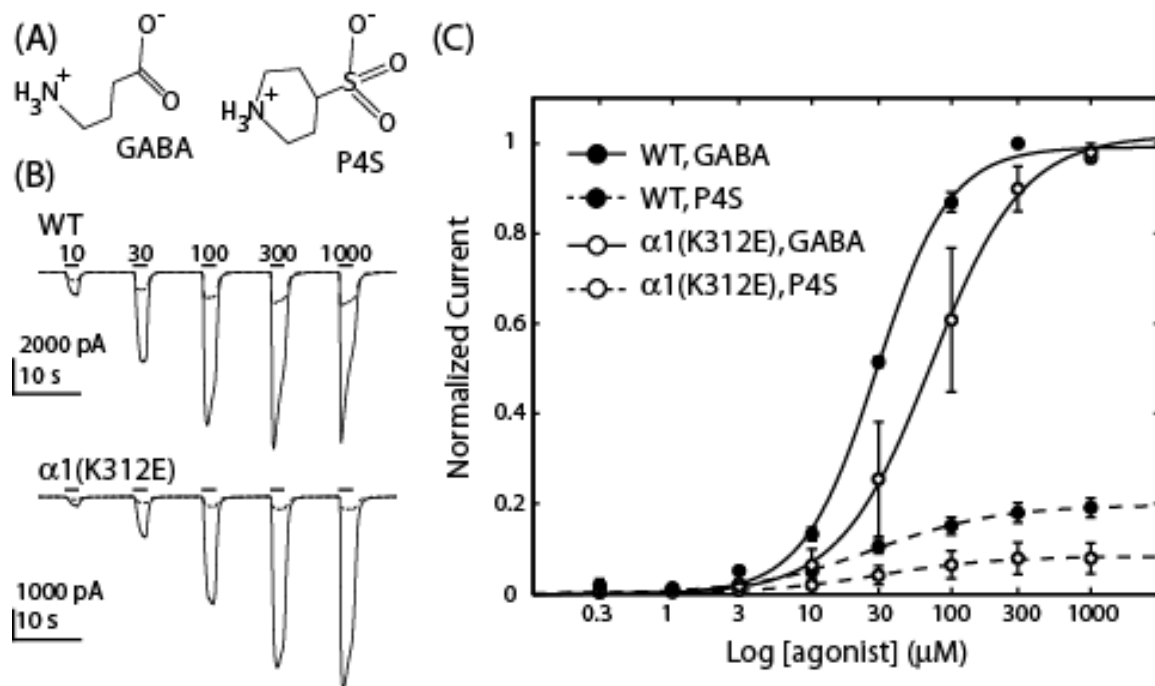 (A)
O-
O
H3N+
GABA
O-
S
O
O
H3N+
P4S
(B)
WT
10 30 100 300 1000
2000 pA
10 s
α1(K312E)
1000 pA
10 s
(C)
Normalized Current
1
0.8
0.6
0.4
0.2
0
WT, GABA
WT, P4S
α1(K312E), GABA
α1(K312E), P4S
0.3 1 3 10 30 100 300 1000
Log [agonist] (μM)